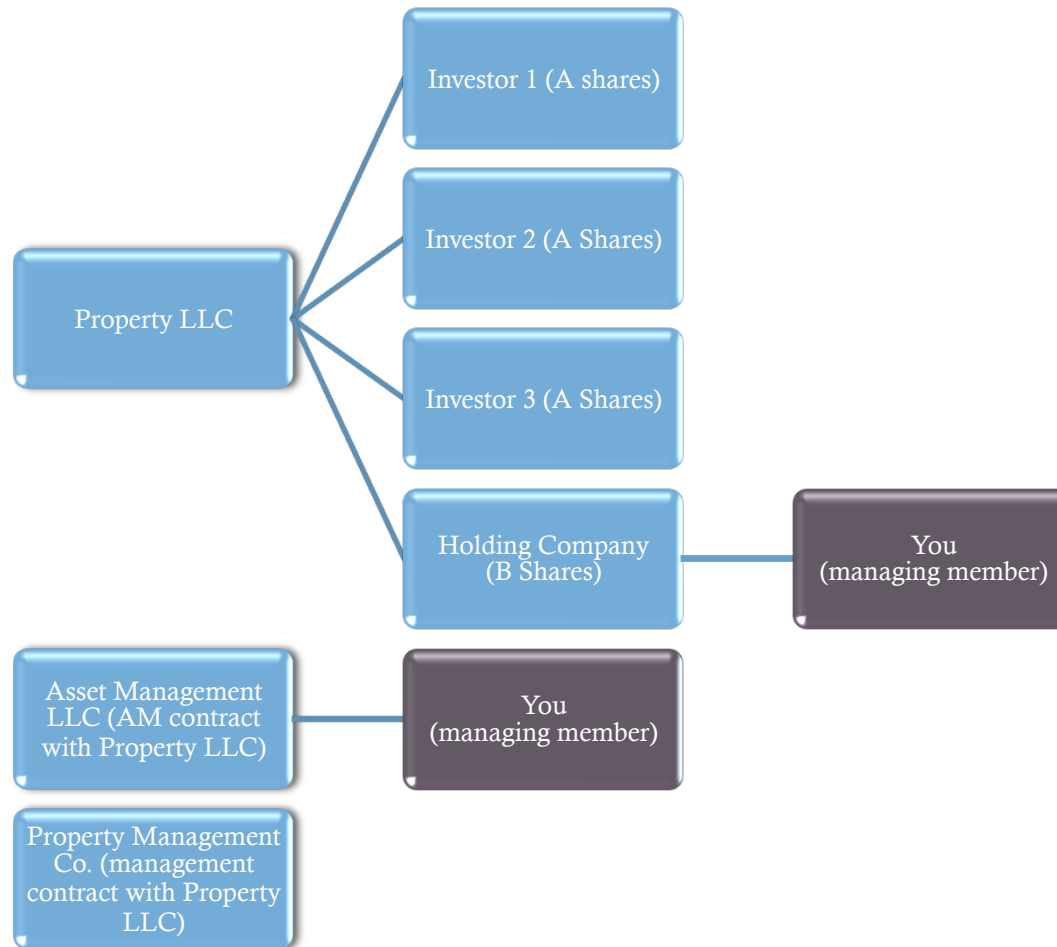 Investor 1 (A shares)
Investor 2 (A Shares)
Property LLC
Investor 3 (A Shares)
Holding Company
(B Shares)
You
(managing member)
Asset Management
LLC (AM contract
with Property LLC)
You
(managing member)
Property Management
Co. (management
contract with Property
LLC)